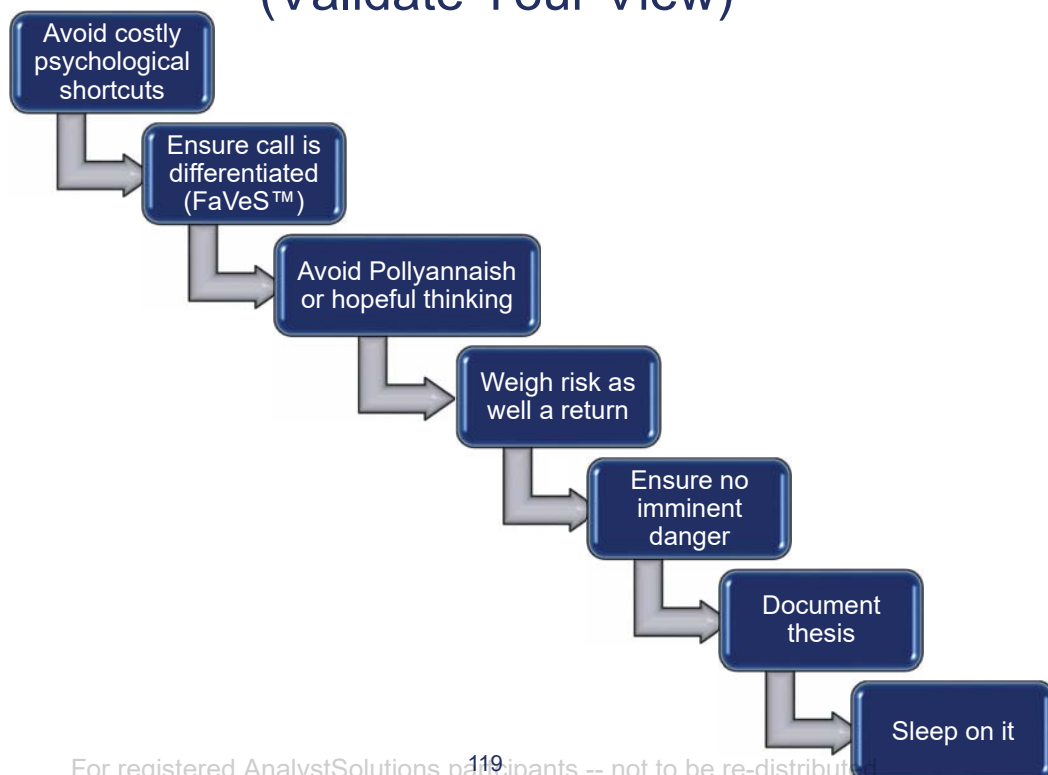 (Validate Your View)
Avoid costly
psychological
shortcuts
Ensure call is
differentiated
(FaVeS™)
Avoid Pollyannaish
or hopeful thinking
Weigh risk as
well a return
Ensure no
imminent
danger
Document
thesis
Sleep on it
119
For registered AnalystSolutions participants -- not to be re-distributed